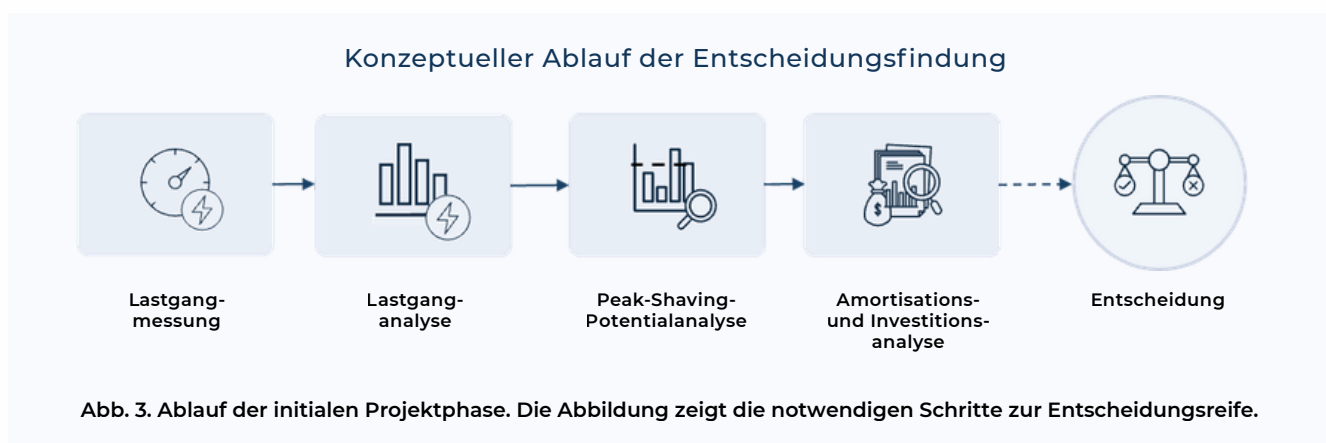 Konzeptueller Ablauf der Entscheidungsfindung
Lastgang-
messung
Lastgang-
analyse
Peak-Shaving-
Potentialanalyse
Amortisations-
und Investitions-
analyse
Entscheidung
Abb. 3. Ablauf der initialen Projektphase. Die Abbildung zeigt die notwendigen Schritte zur Entscheidungsreife.